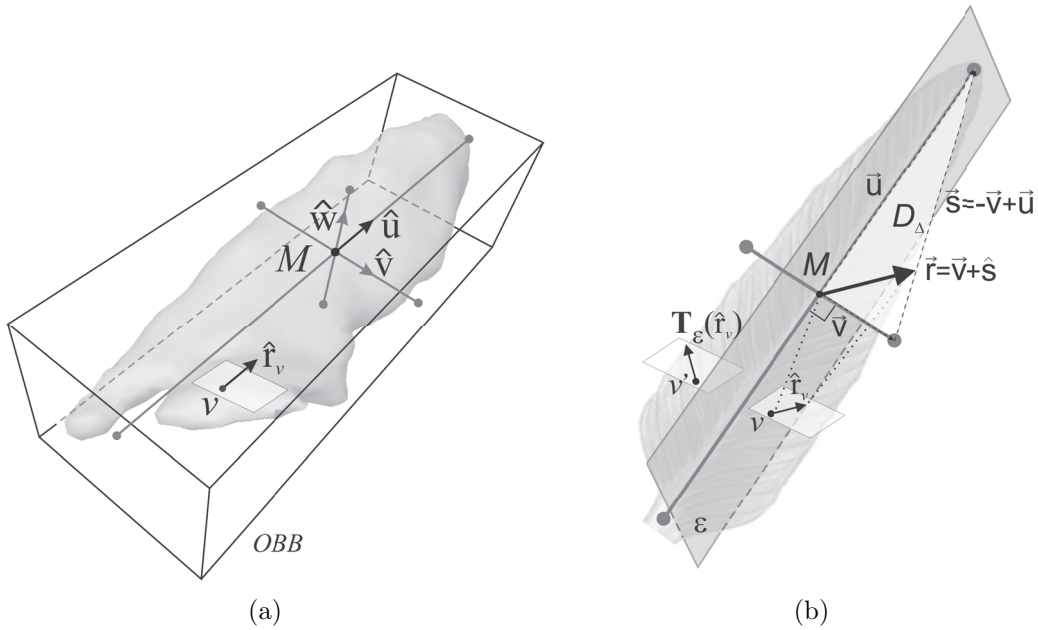 ŵ
û
M
v̂
r̂ᵥ
v
OBB
(a)
u⃗
s⃗=-v⃗+u⃗
D_Δ
M
r⃗=v⃗+ŝ
v⃗
T_ε(r̂ᵥ)
v'
r̂ᵥ
v
ε
(b)